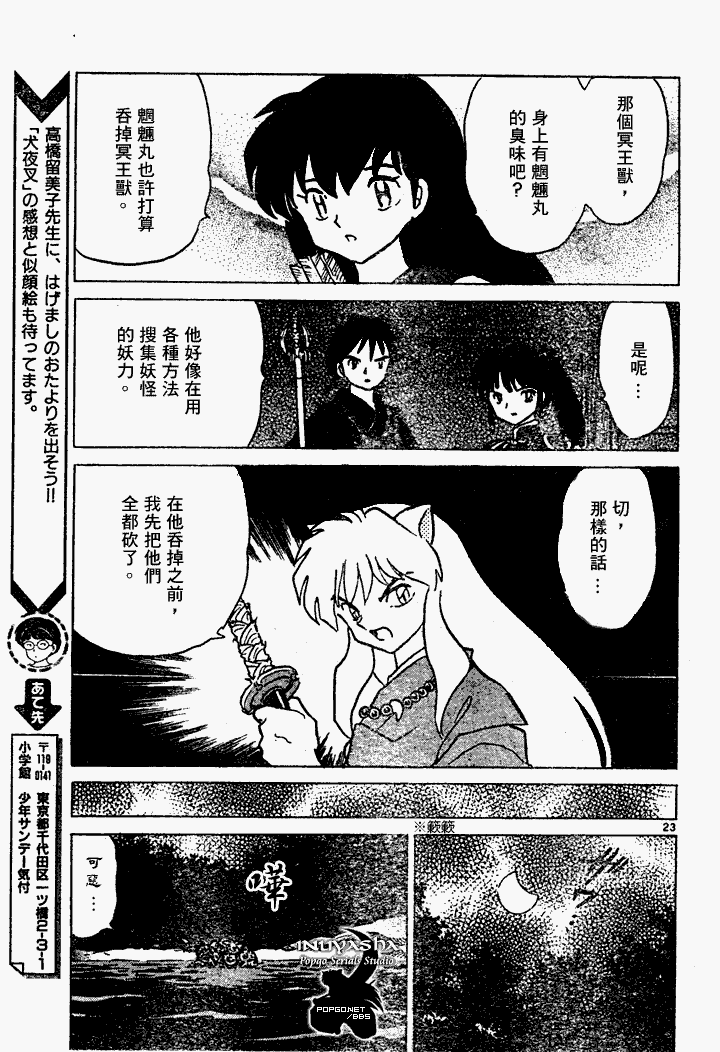 那個冥王獸，
身上有魍魎丸
的臭味吧？
魍魎丸也許打算
吞掉冥王獸。
是呢…
他好像在用
各種方法
搜集妖怪
的妖力。
切，
那樣的話…
在他吞掉之前，
我先把他們
全都砍了。
23
※簌簌
嘩
可惡…
INUYASHA
Popgo Serials Studio
POPGO.NET
/BBS
高橋留美子先生に、はげましのおたよりを出そう!!
「犬夜叉」の感想と似顔絵も待ってます。
あて先
〒119-0141 東京都千代田区一ツ橋2-3-1
小学館 少年サンデー気付